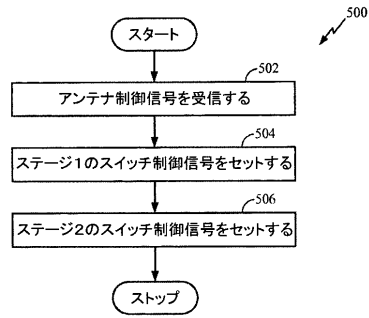 500
スタート
502
アンテナ制御信号を受信する
504
ステージ1のスイッチ制御信号をセットする
506
ステージ2のスイッチ制御信号をセットする
ストップ